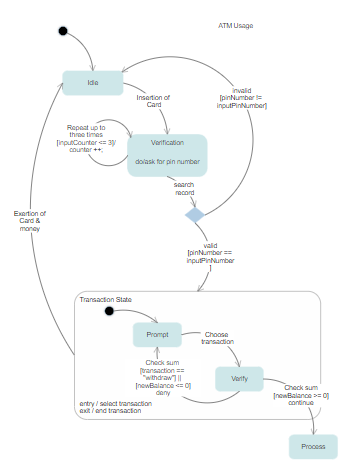 ATM Usage
Idle
Insertion of
Card
invalid
[pinNumber !=
inputPinNumber]
Repeat up to
three times
[inputCounter <= 3]/
counter ++;
Verification
do/ask for pin number
search
record
Exertion of
Card &
money
valid
[pinNumber ==
inputPinNumber
]
Transaction State
Prompt
Choose
transaction
Check sum
[transaction ==
"withdraw"] ||
[newBalance <= 0]
deny
Verify
Check sum
[newBalance >= 0]
continue
entry / select transaction
exit / end transaction
Process